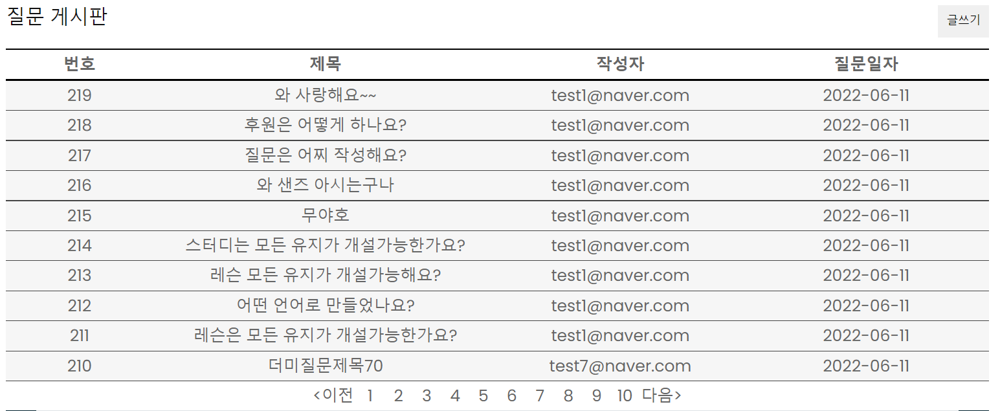 질문 게시판
글쓰기
번호 제목 작성자 질문일자
219 와 사랑해요~~ test1@naver.com 2022-06-11
218 후원은 어떻게 하나요? test1@naver.com 2022-06-11
217 질문은 어찌 작성해요? test1@naver.com 2022-06-11
216 와 샌즈 아시는구나 test1@naver.com 2022-06-11
215 무야호 test1@naver.com 2022-06-11
214 스터디는 모든 유지가 개설가능한가요? test1@naver.com 2022-06-11
213 레슨 모든 유지가 개설가능해요? test1@naver.com 2022-06-11
212 어떤 언어로 만들었나요? test1@naver.com 2022-06-11
211 레슨은 모든 유지가 개설가능한가요? test1@naver.com 2022-06-11
210 더미질문제목70 test7@naver.com 2022-06-11
<이전 1 2 3 4 5 6 7 8 9 10 다음>